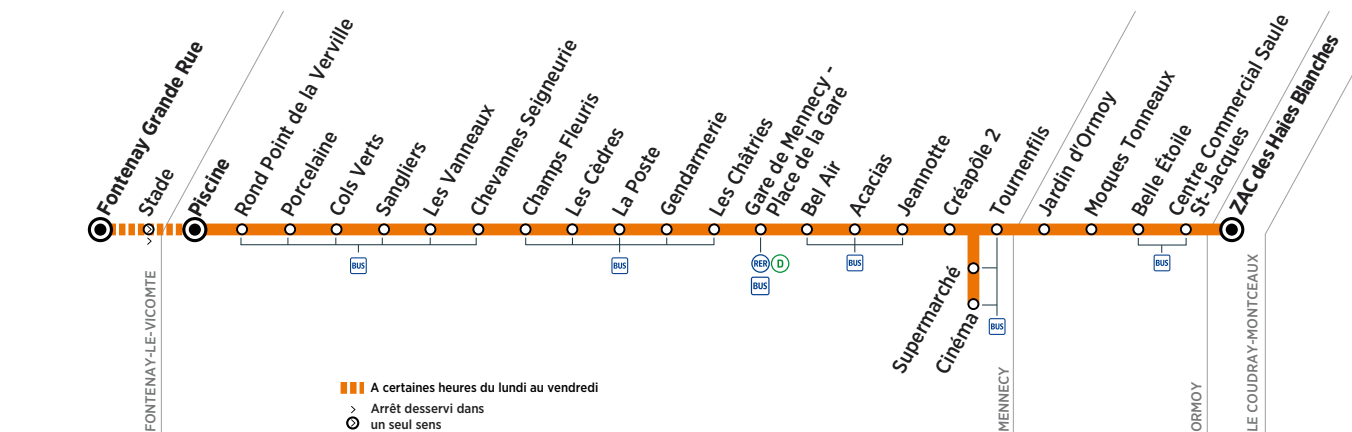 Fontenay Grande Rue
Stade
Piscine
Rond Point de la Verville
Porcelaine
Cols Verts
Sangliers
Les Vanneaux
Chevannes Seigneurie
Champs Fleuris
Les Cèdres
La Poste
Gendarmerie
Les Châtries
Gare de Mennecy -
Place de la Gare
Bel Air
Acacias
Jeannotte
Créapôle 2
Tournenfils
Jardin d'Ormoy
Moques Tonneaux
Belle Étoile
Centre Commercial Saule
St-Jacques
ZAC des Haies Blanches
BUS
BUS
RER D
BUS
BUS
BUS
Supermarché
Cinéma
BUS
FONTENAY-LE-VICOMTE
MENNECY
ORMOY
LE COUDRAY-MONTCEAUX
A certaines heures du lundi au vendredi
Arrêt desservi dans
un seul sens